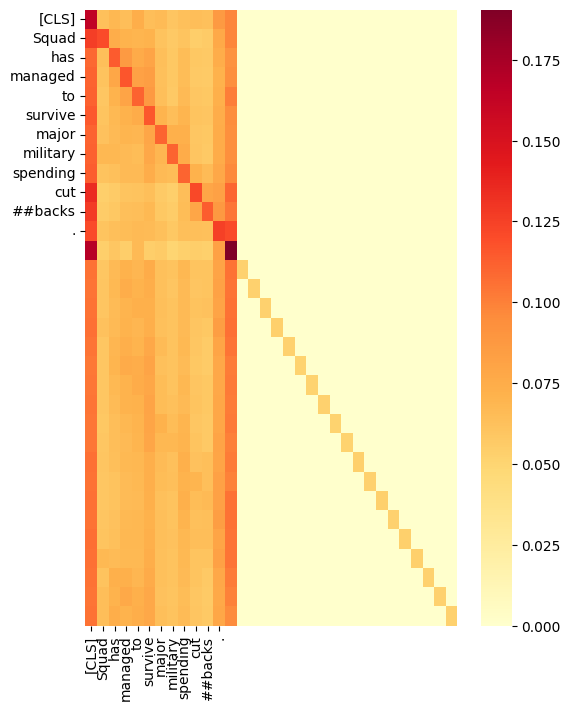 [CLS]
Squad
has
managed
to
survive
major
military
spending
cut
##backs
.
0.175
0.150
0.125
0.100
0.075
0.050
0.025
0.000
[CLS]
Squad
has
managed
to
survive
major
military
spending
cut
##backs
.